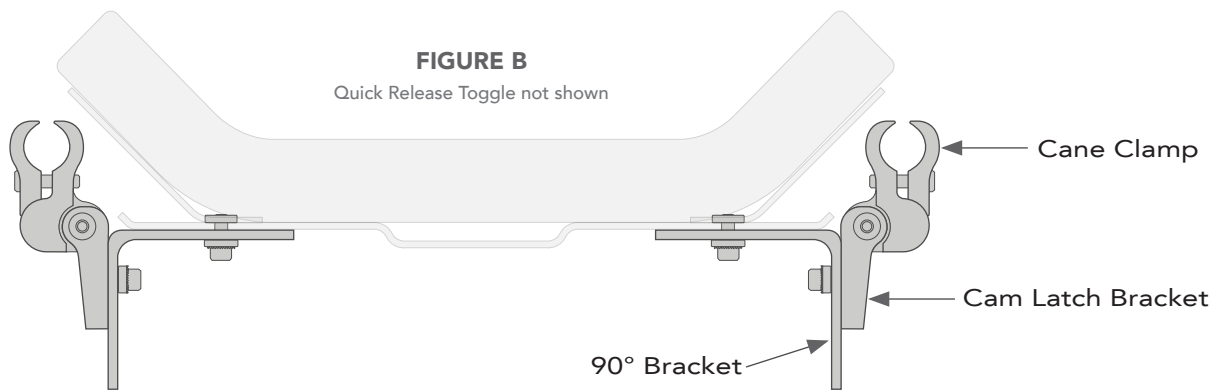 FIGURE B
Quick Release Toggle not shown
Cane Clamp
Cam Latch Bracket
90° Bracket